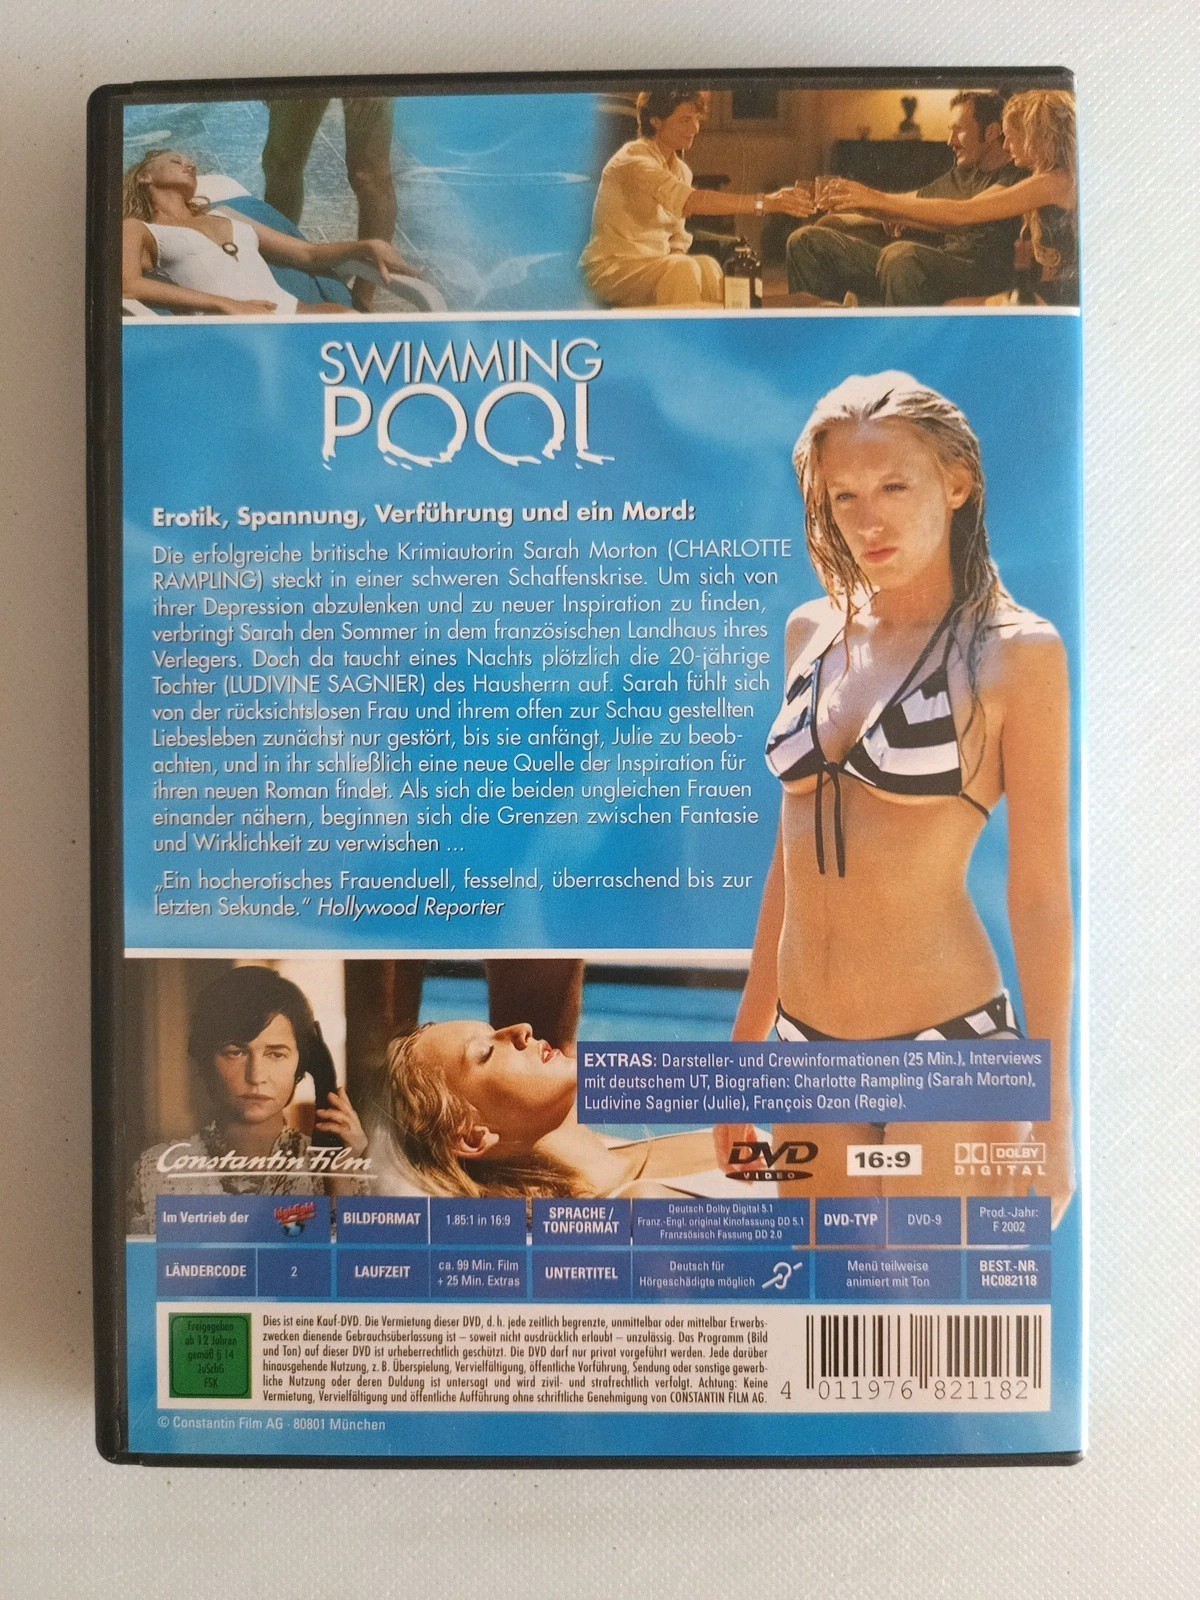 SWIMMING
POOL
Erotik, Spannung, Verführung und ein Mord:
Die erfolgreiche britische Krimiautorin Sarah Morton (CHARLOTTE
RAMPLING) steckt in einer schweren Schaffenskrise. Um sich von
ihrer Depression abzulenken und zu neuer Inspiration zu finden,
verbringt Sarah den Sommer in dem französischen Landhaus ihres
Verlegers. Doch da taucht eines Nachts plötzlich die 20-jährige
Tochter (LUDIVINE SAGNIER) des Hausherrn auf. Sarah fühlt sich
von der rücksichtslosen Frau und ihrem offen zur Schau gestellten
Liebesleben zunächst nur gestört, bis sie anfängt, Julie zu beob-
achten, und in ihr schließlich eine neue Quelle der Inspiration für
ihren neuen Roman findet. Als sich die beiden ungleichen Frauen
einander nähern, beginnen sich die Grenzen zwischen Fantasie
und Wirklichkeit zu verwischen ...
„Ein hocherotisches Frauenduell, fesselnd, überraschend bis zur
letzten Sekunde." Hollywood Reporter
EXTRAS: Darsteller- und Crewinformationen (25 Min.), Interviews
mit deutschem UT, Biografien: Charlotte Rampling (Sarah Morton),
Ludivine Sagnier (Julie), François Ozon (Regie).
Constantin Film
DVD
VIDEO
16:9
DOLBY
DIGITAL
Im Vertrieb der
highlight
BILDFORMAT
1.85:1 in 16:9
SPRACHE/
TONFORMAT
Deutsch Dolby Digital 5.1
Franz.-Engl. original Kinofassung DD 5.1
Französisch Fassung DD 2.0
DVD-TYP
DVD-9
Prod.-Jahr:
F 2002
LÄNDERCODE
2
LAUFZEIT
ca. 99 Min. Film
+ 25 Min. Extras
UNTERTITEL
Deutsch für
Hörgeschädigte möglich
Menü teilweise
animiert mit Ton
BEST.-NR.
HC082118
Freigegeben
ab 12 Jahren
gemäß § 14
JuSchG
FSK
Dies ist eine Kauf-DVD. Die Vermietung dieser DVD, d. h. jede zeitlich begrenzte, unmittelbar oder mittelbar Erwerbs-
zwecken dienende Gebrauchsüberlassung ist – soweit nicht ausdrücklich erlaubt – unzulässig. Das Programm (Bild
und Ton) auf dieser DVD ist urheberrechtlich geschützt. Die DVD darf nur privat vorgeführt werden. Jede darüber
hinausgehende Nutzung, z. B. Überspielung, Vervielfältigung, öffentliche Vorführung, Sendung oder sonstige gewerb-
liche Nutzung oder deren Duldung ist untersagt und wird zivil- und strafrechtlich verfolgt. Achtung: Keine
Vermietung, Vervielfältigung und öffentliche Aufführung ohne schriftliche Genehmigung von CONSTANTIN FILM AG.
4 011976 821182
© Constantin Film AG · 80801 München